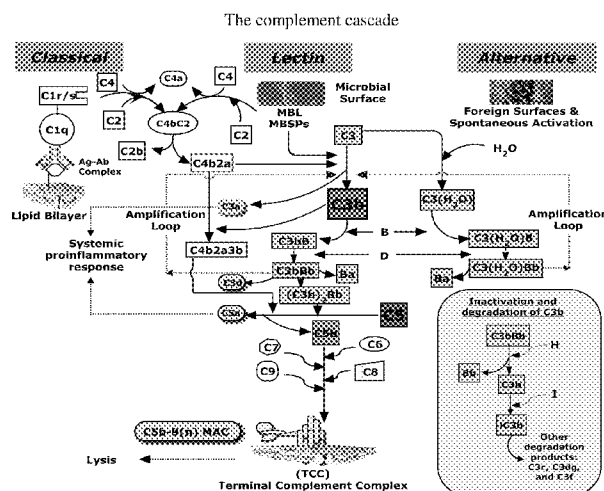 The complement cascade
Classical
Lectin
Alternative
C4
C4a
C4
C1r/s
C2
C4bC2
C2
C1q
C2b
C4b2a
Ag-Ab
Complex
Lipid Bilayer
MBL
MBSPs
Microbial
Surface
Foreign Surfaces &
Spontaneous Activation
C3
H2O
C3a
C3b
C3(H2O)
Amplification
Loop
Amplification
Loop
Systemic
proinflammatory
response
C4b2a3b
B
C3bB
C3(H2O)B
D
C3bBb
Ba
C3(H2O)Bb
Ba
C3a
(C3b)2Bb
C5a
C5
C5b
C7
C6
C9
C8
C5b-9(n) MAC
Lysis
(TCC)
Terminal Complement Complex
Inactivation and
degradation of C3b
C3bBb
H
Bb
C3b
I
iC3b
Other
degradation
products:
C3c, C3dg,
and C3f